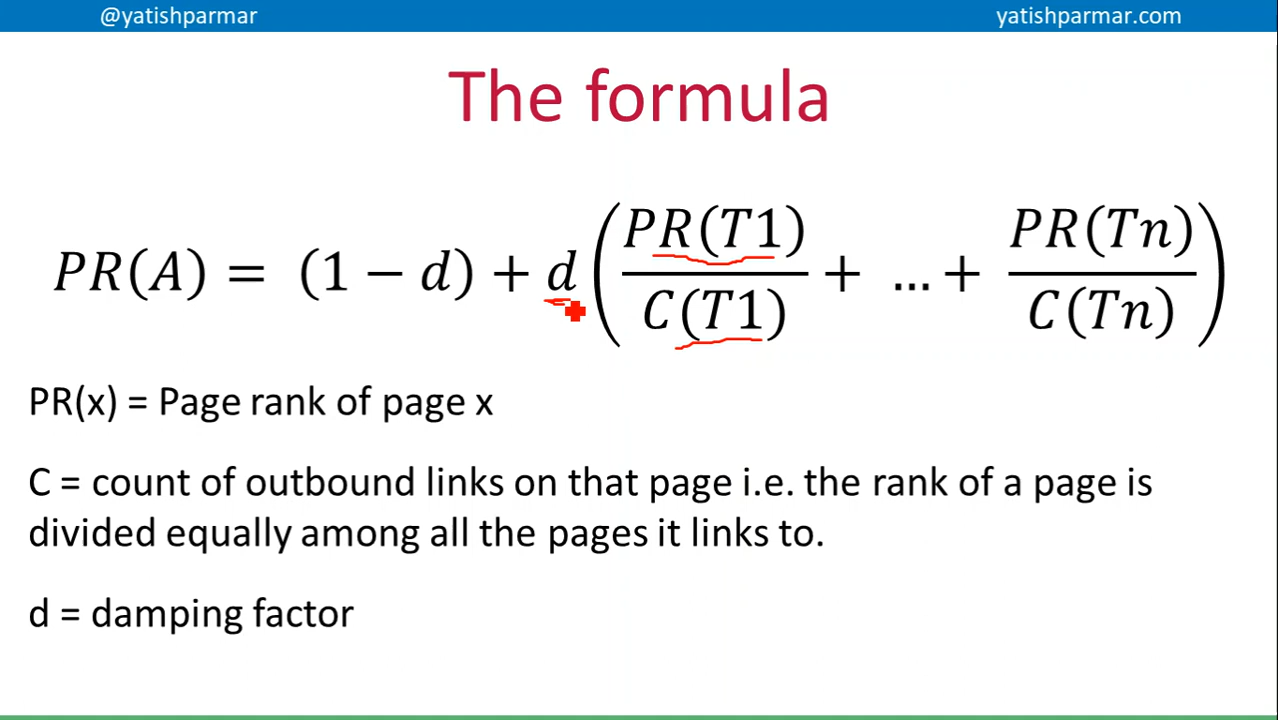 @yatishparmar yatishparmar.com
The formula
PR(A) = (1 − d) + d (PR(T1)/C(T1) + ... + PR(Tn)/C(Tn))
PR(x) = Page rank of page x
C = count of outbound links on that page i.e. the rank of a page is
divided equally among all the pages it links to.
d = damping factor